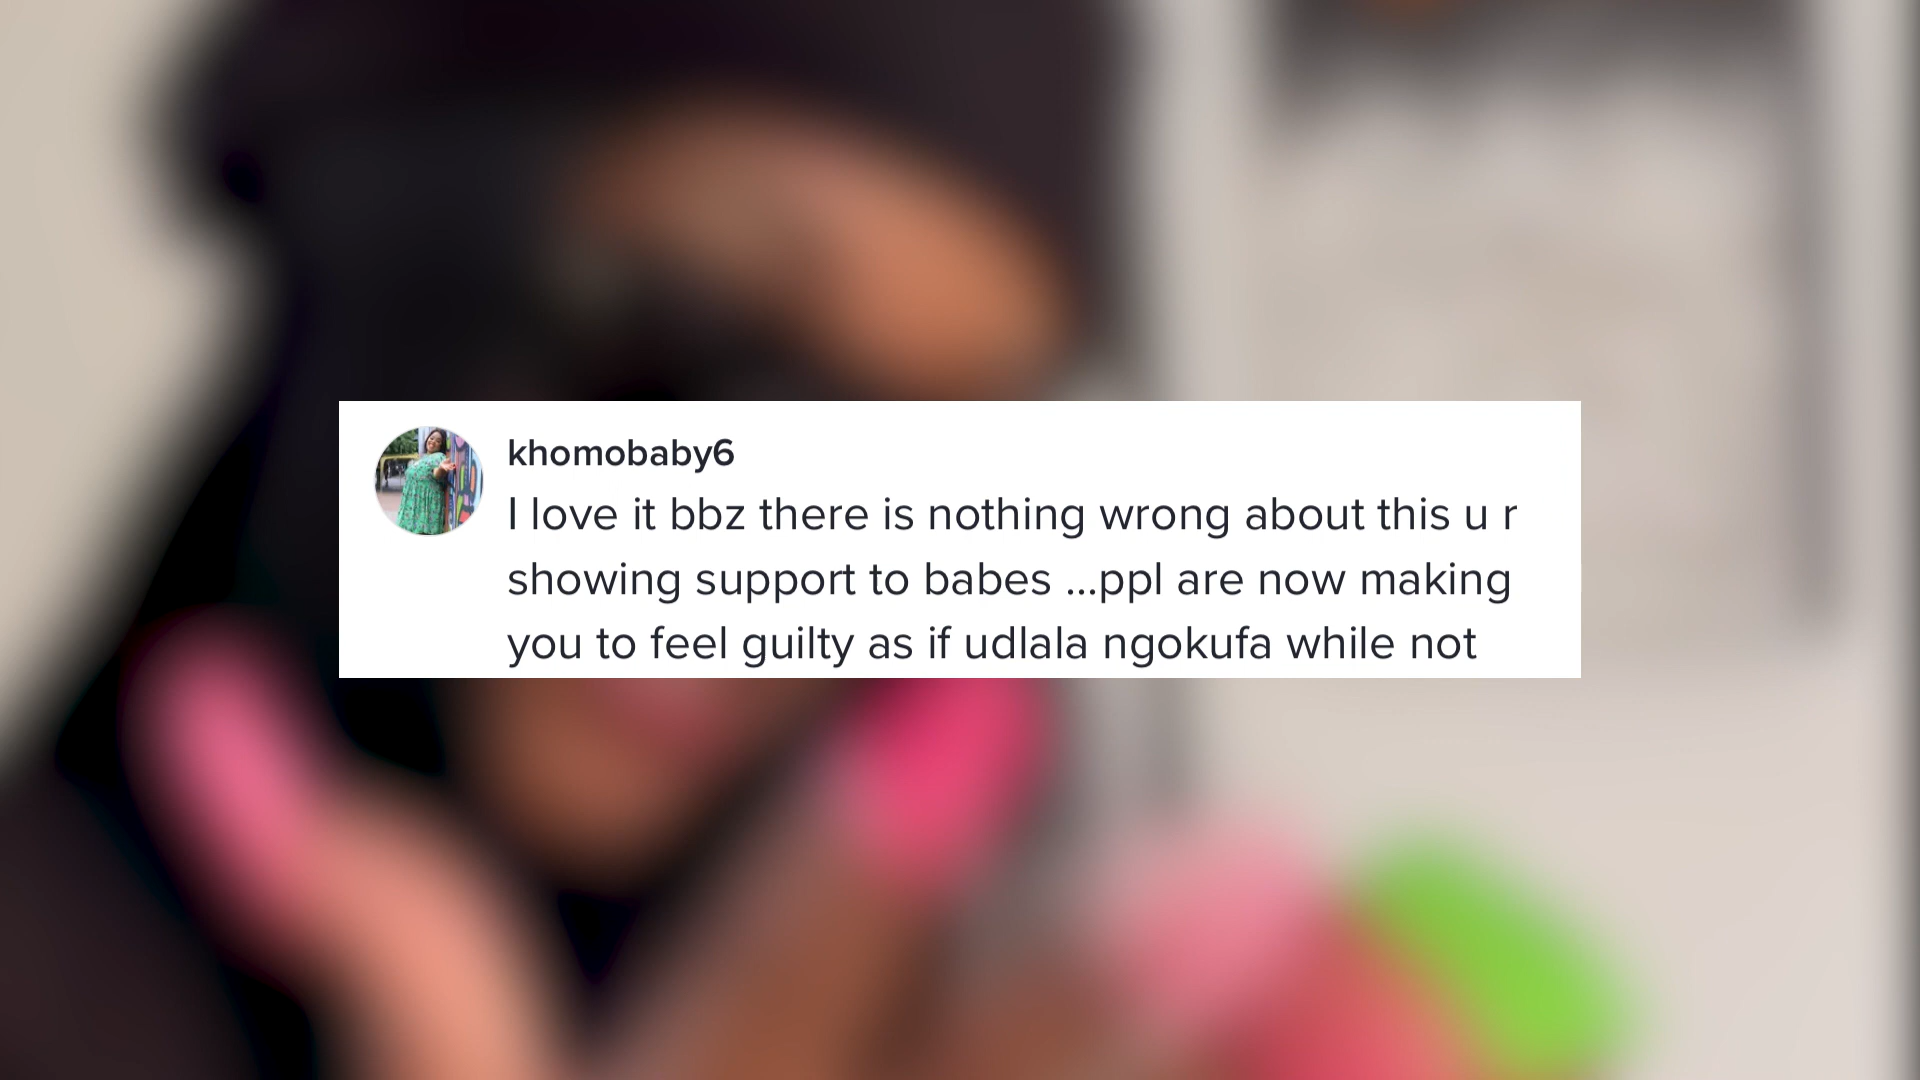 khomobaby6
I love it bbz there is nothing wrong about this u r
showing support to babes ...ppl are now making
you to feel guilty as if udlala ngokufa while not